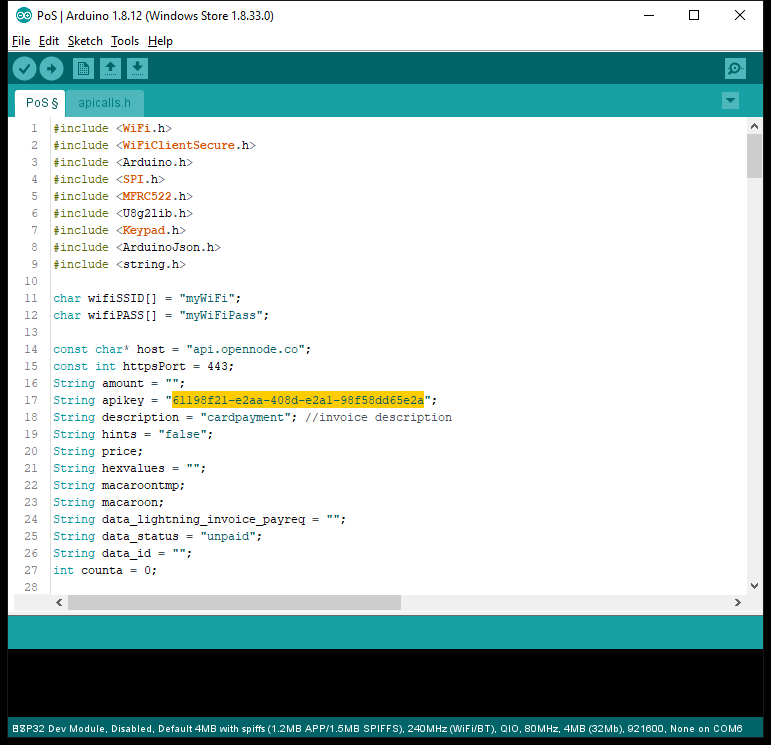 PoS | Arduino 1.8.12 (Windows Store 1.8.33.0)
File Edit Sketch Tools Help
PoS § apicalls.h
1 #include <WiFi.h>
2 #include <WiFiClientSecure.h>
3 #include <Arduino.h>
4 #include <SPI.h>
5 #include <MFRC522.h>
6 #include <U8g2lib.h>
7 #include <Keypad.h>
8 #include <ArduinoJson.h>
9 #include <string.h>
10
11 char wifiSSID[] = "myWiFi";
12 char wifiPASS[] = "myWiFiPass";
13
14 const char* host = "api.opennode.co";
15 const int httpsPort = 443;
16 String amount = "";
17 String apikey = "61198f21-e2aa-408d-e2a1-98f58dd65e2a";
18 String description = "cardpayment"; //invoice description
19 String hints = "false";
20 String price;
21 String hexvalues = "";
22 String macaroontmp;
23 String macaroon;
24 String data_lightning_invoice_payreq = "";
25 String data_status = "unpaid";
26 String data_id = "";
27 int counta = 0;
28
SP32 Dev Module, Disabled, Default 4MB with spiffs (1.2MB APP/1.5MB SPIFFS), 240MHz (WiFi/BT), QIO, 80MHz, 4MB (32Mb), 921600, None on COM6